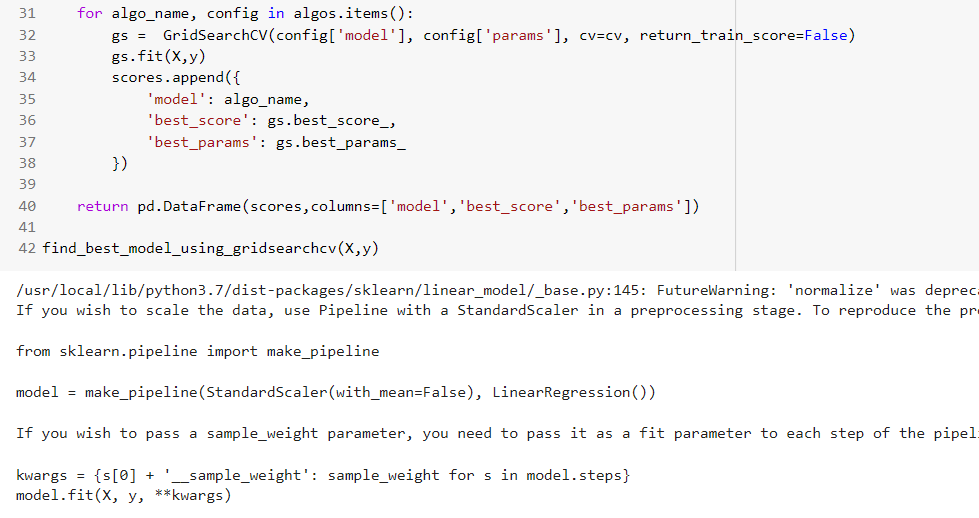 31     for algo_name, config in algos.items():
32         gs =  GridSearchCV(config['model'], config['params'], cv=cv, return_train_score=False)
33         gs.fit(X,y)
34         scores.append({
35             'model': algo_name,
36             'best_score': gs.best_score_,
37             'best_params': gs.best_params_
38         })
39
40     return pd.DataFrame(scores,columns=['model','best_score','best_params'])
41
42 find_best_model_using_gridsearchcv(X,y)
/usr/local/lib/python3.7/dist-packages/sklearn/linear_model/_base.py:145: FutureWarning: 'normalize' was depreca
If you wish to scale the data, use Pipeline with a StandardScaler in a preprocessing stage. To reproduce the pr
from sklearn.pipeline import make_pipeline
model = make_pipeline(StandardScaler(with_mean=False), LinearRegression())
If you wish to pass a sample_weight parameter, you need to pass it as a fit parameter to each step of the pipel
kwargs = {s[0] + '__sample_weight': sample_weight for s in model.steps}
model.fit(X, y, **kwargs)